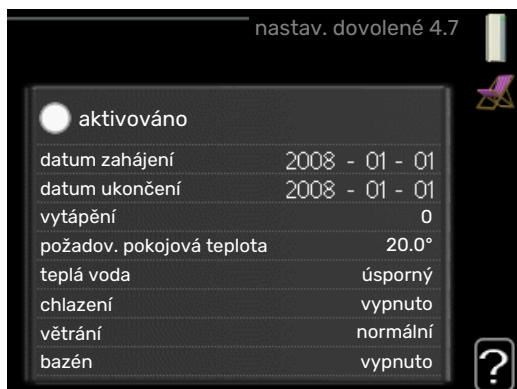 nastav. dovolené 4.7
aktivováno
datum zahájení 2008 - 01 - 01
datum ukončení 2008 - 01 - 01
vytápění 0
požadov. pokojová teplota 20.0°
teplá voda úsporný
chlazení vypnuto
větrání normální
bazén vypnuto
?